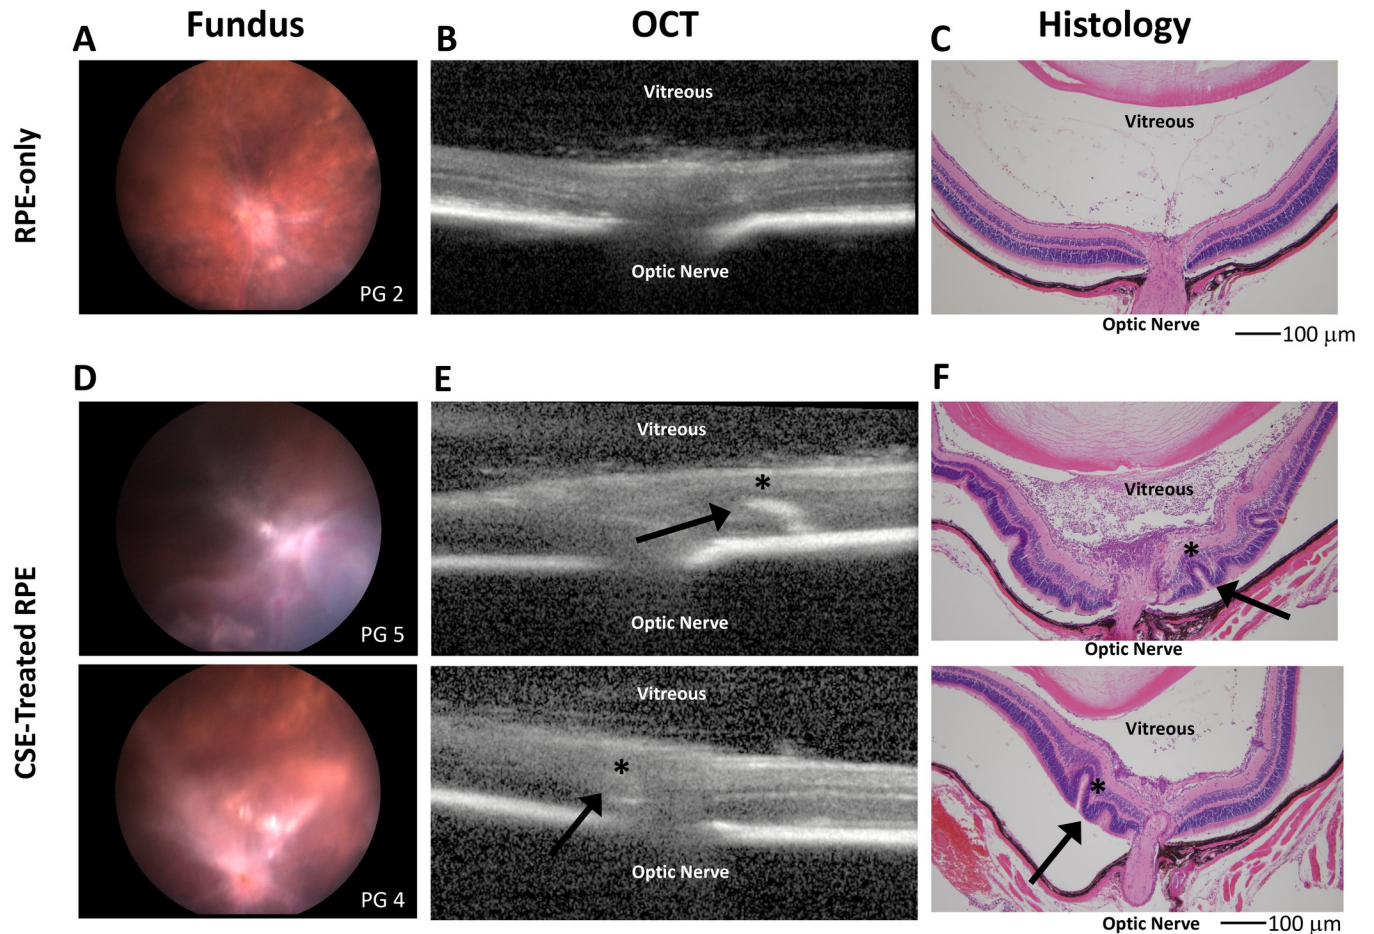 Fundus
OCT
Histology
A
B
C
RPE-only
PG 2
Vitreous
Optic Nerve
Vitreous
Optic Nerve
100 μm
D
E
F
CSE-Treated RPE
PG 5
Vitreous
*
Optic Nerve
Vitreous
*
Optic Nerve
PG 4
Vitreous
*
Optic Nerve
Vitreous
*
Optic Nerve
100 μm